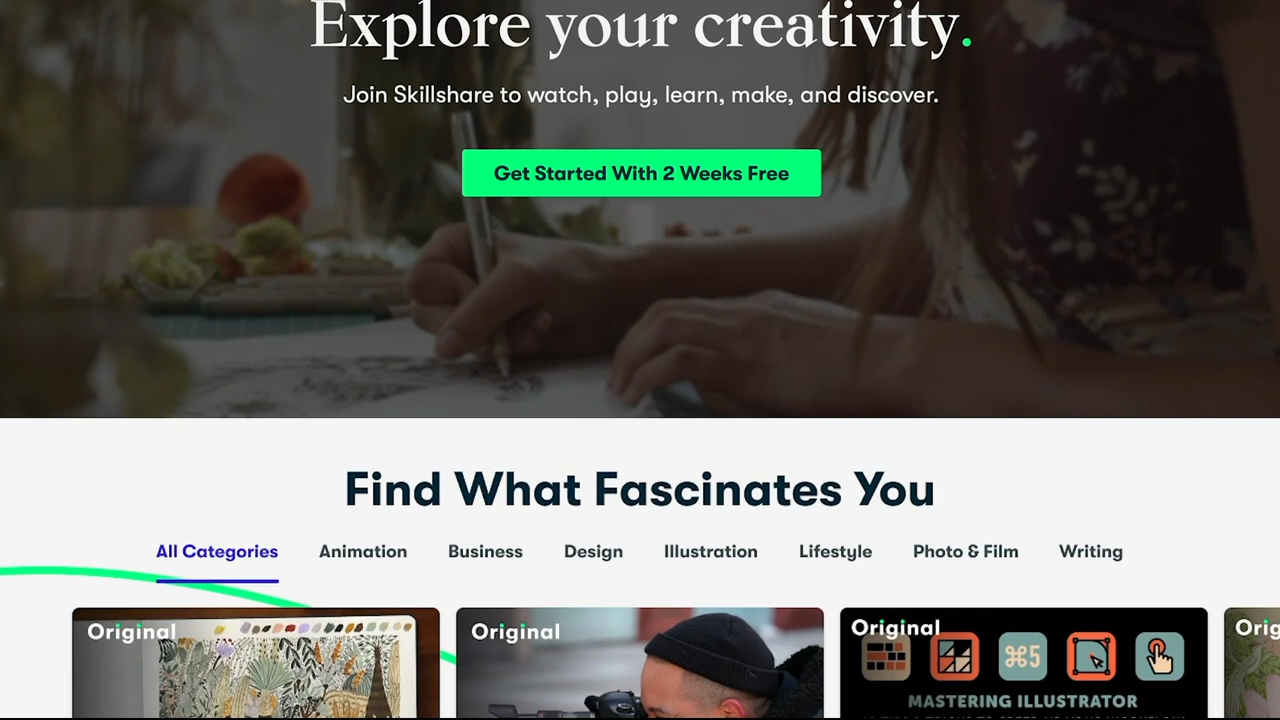 Explore your creativity.
Join Skillshare to watch, play, learn, make, and discover.
Get Started With 2 Weeks Free
Find What Fascinates You
All Categories Animation Business Design Illustration Lifestyle Photo & Film Writing
Original Original Original
⌘5
MASTERING ILLUSTRATOR